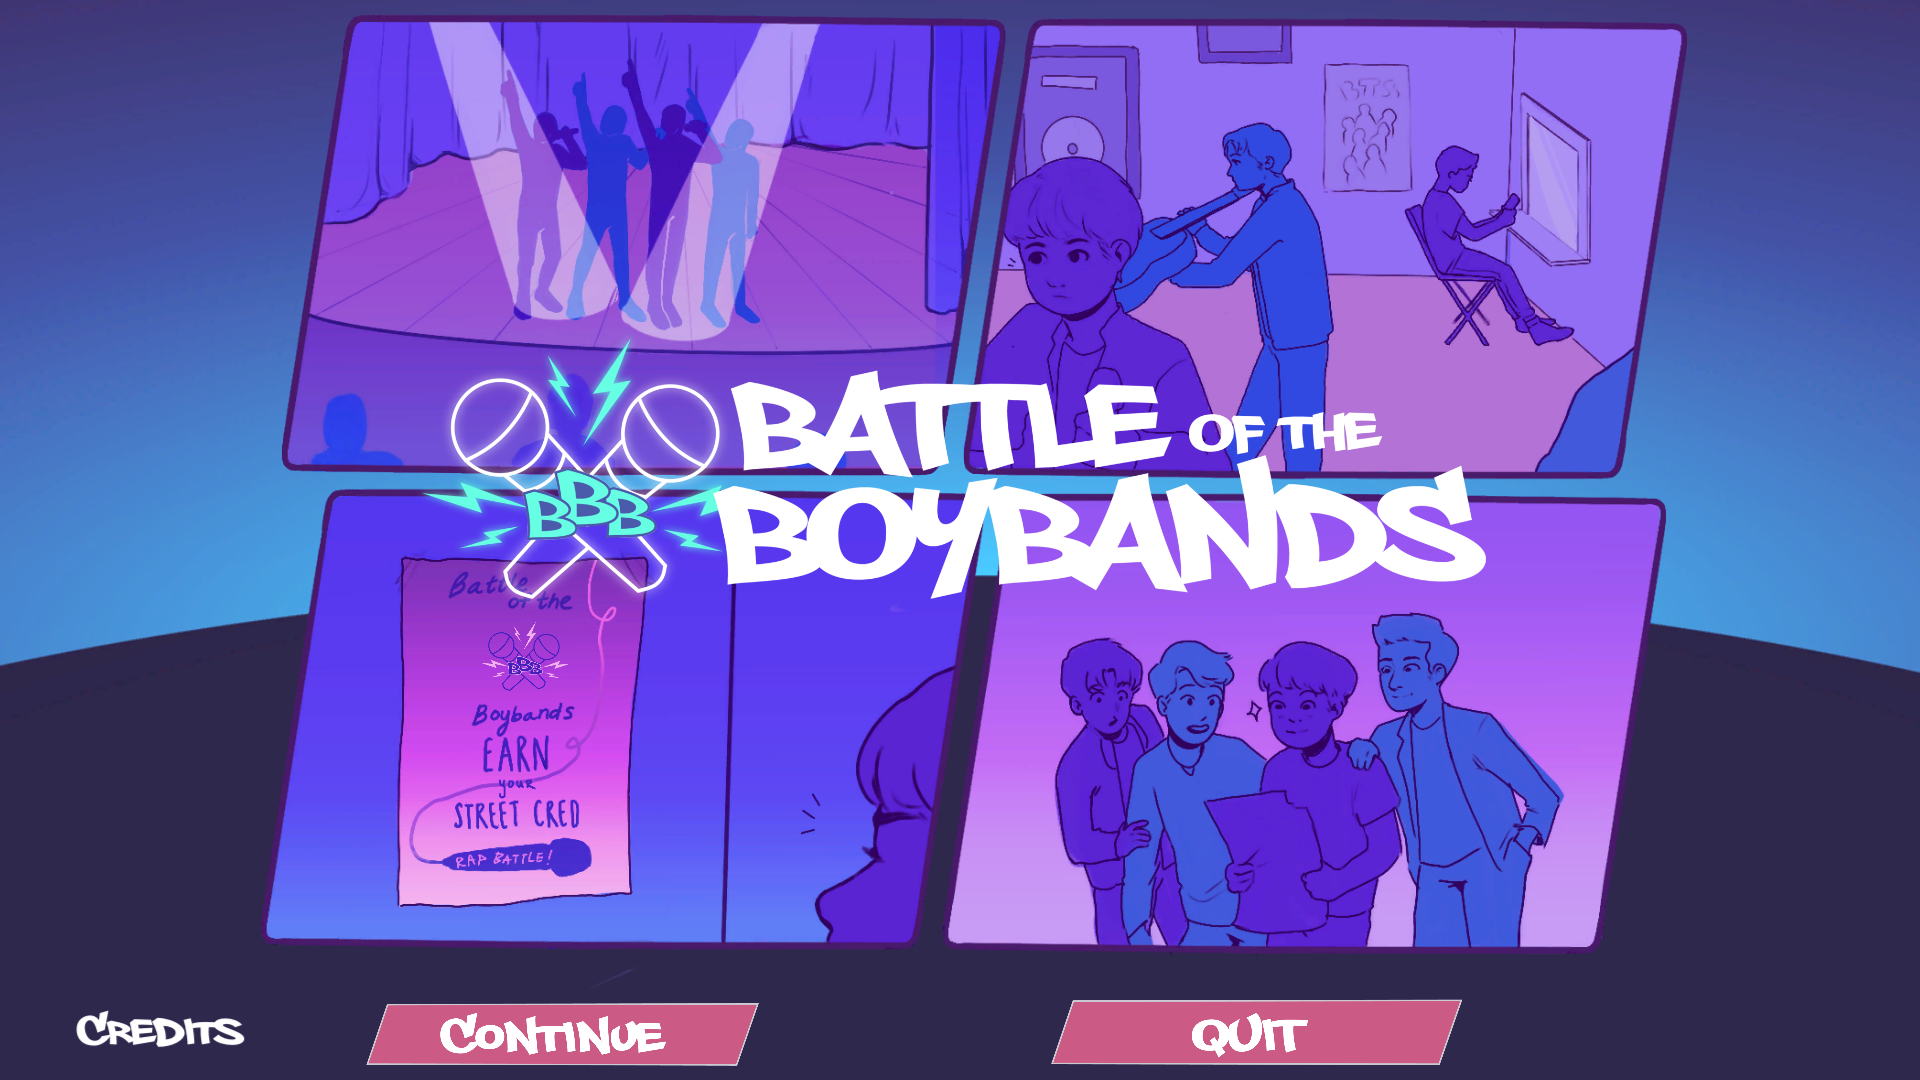 BTS
BATTLE OF THE
BOYBANDS
BBB
Battle
of the
BBB
Boybands
EARN
your
STREET CRED
RAP BATTLE!
CREDITS
CONTINUE
QUIT